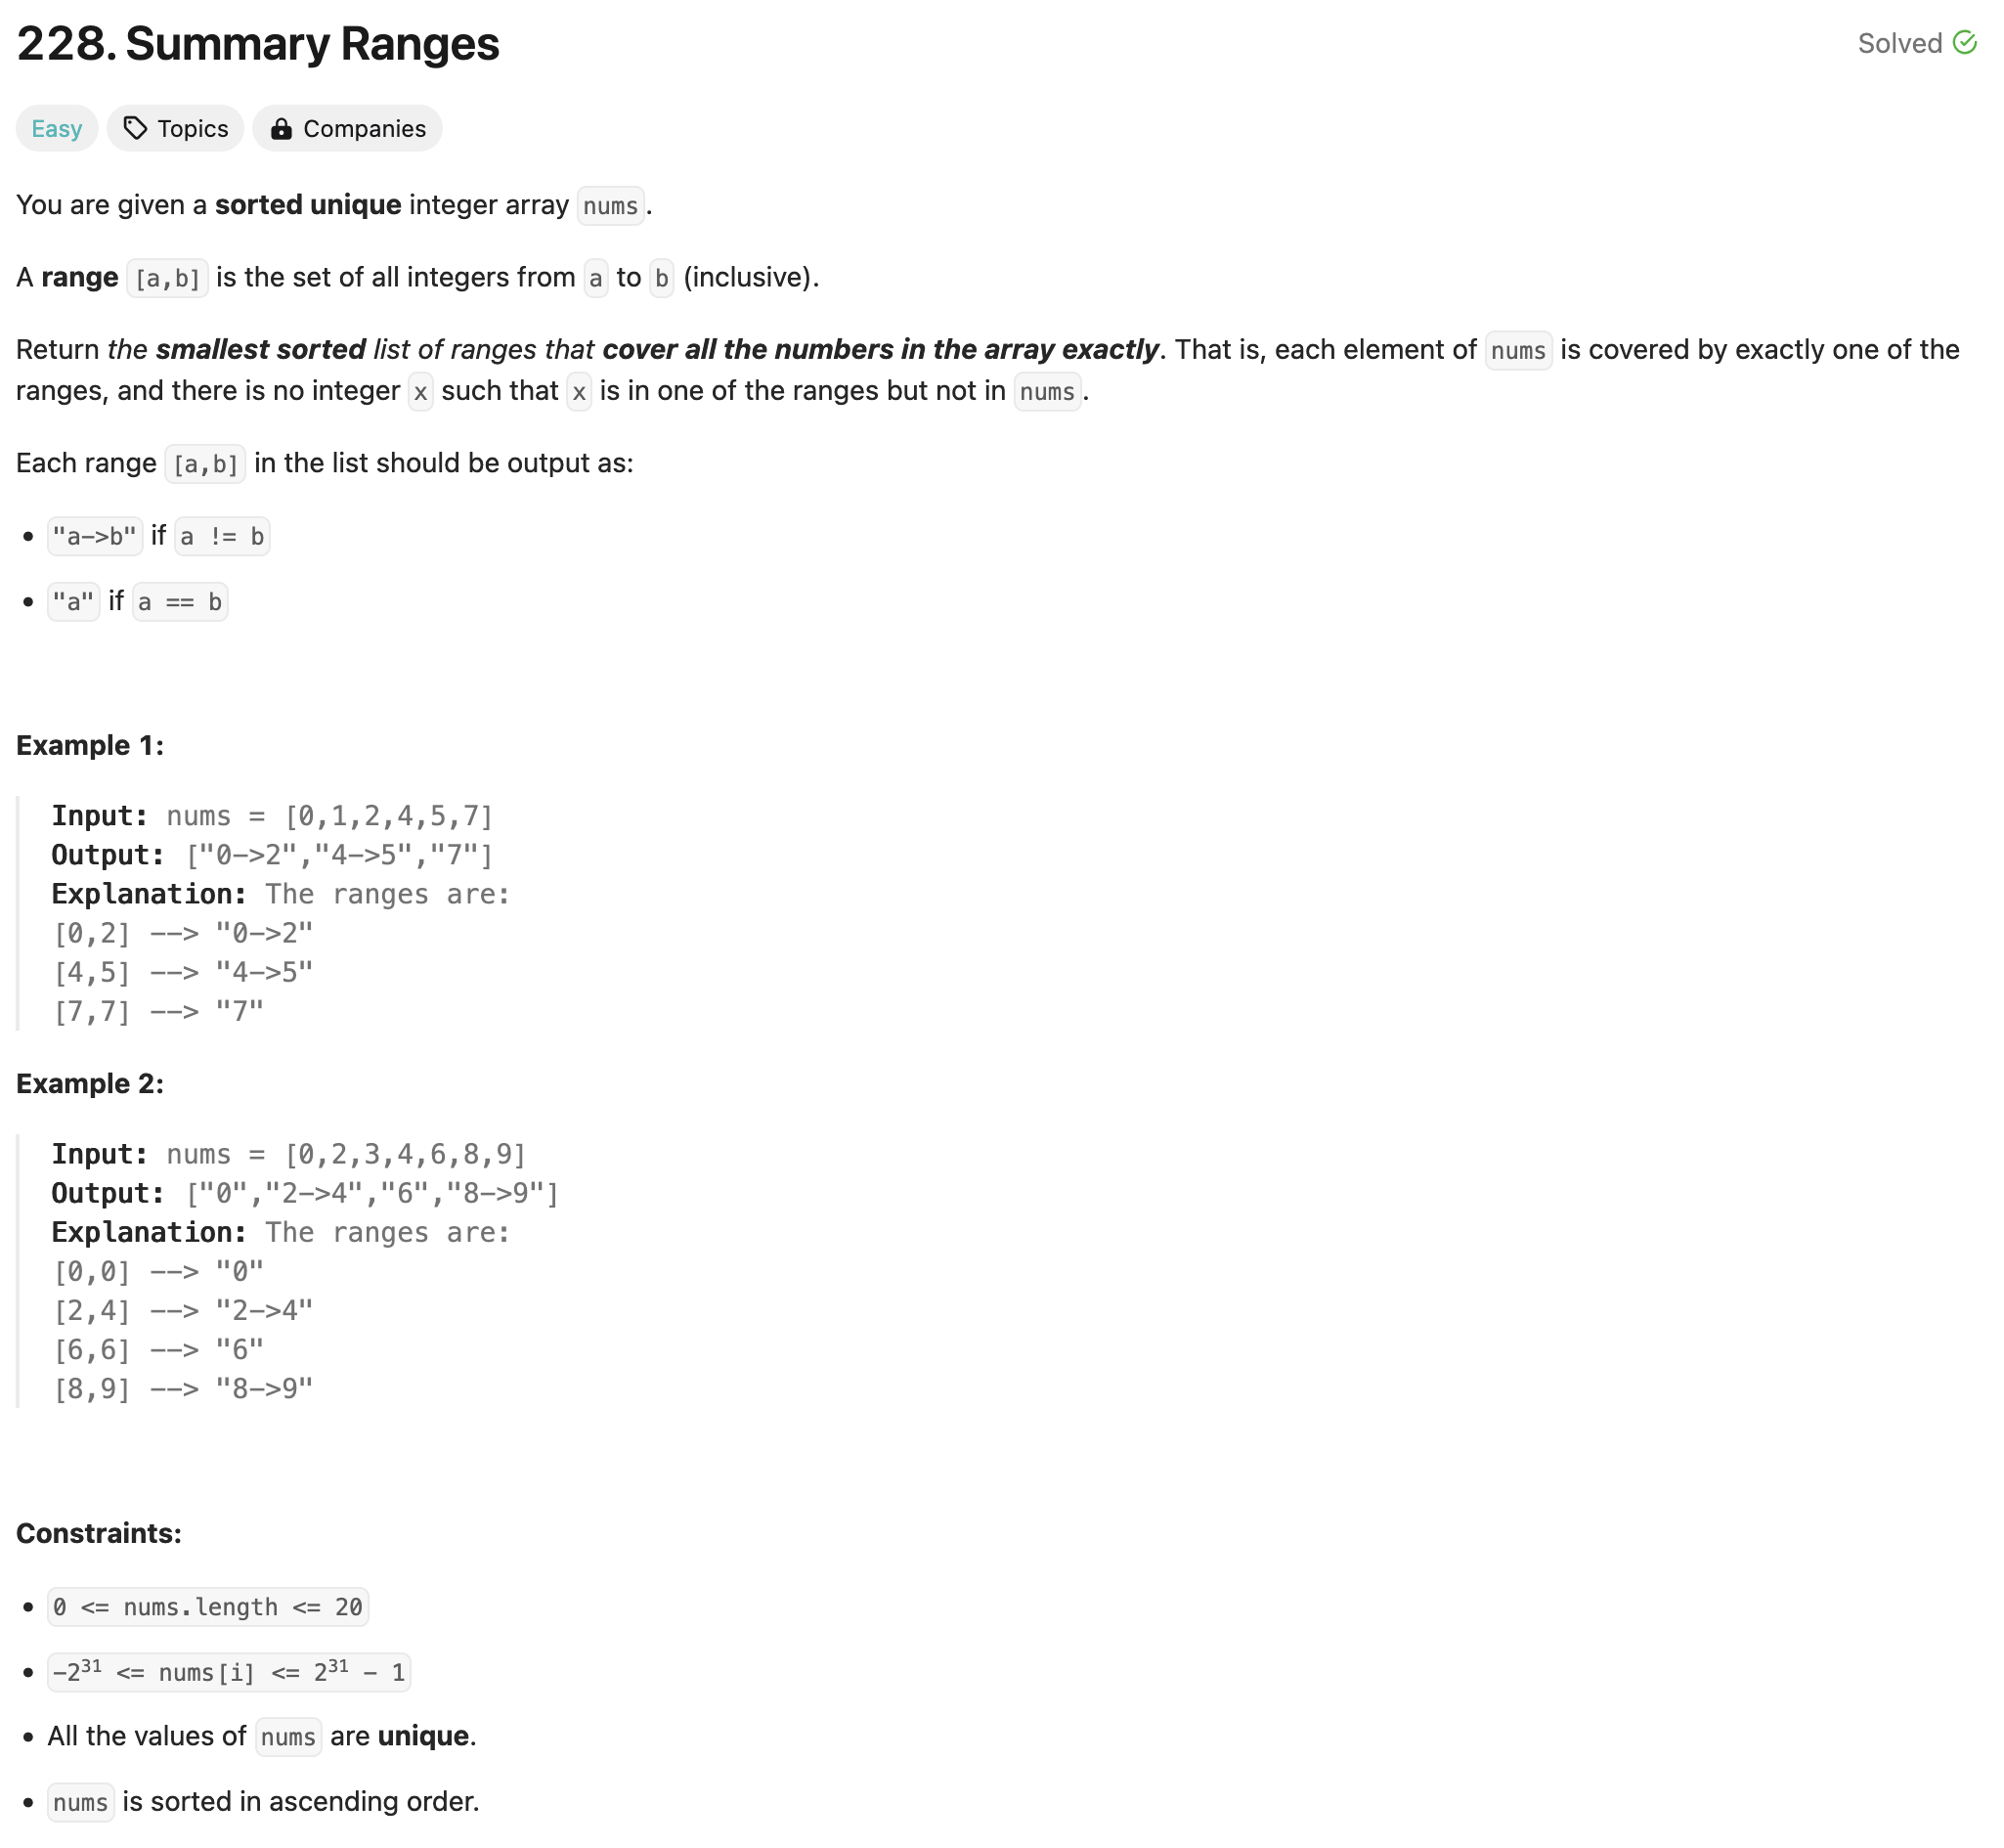 228. Summary Ranges
Solved
Easy
Topics
Companies
You are given a sorted unique integer array nums.
A range [a,b] is the set of all integers from a to b (inclusive).
Return the smallest sorted list of ranges that cover all the numbers in the array exactly. That is, each element of nums is covered by exactly one of the
ranges, and there is no integer x such that x is in one of the ranges but not in nums.
Each range [a,b] in the list should be output as:
• "a->b" if a != b
• "a" if a == b
Example 1:
Input: nums = [0,1,2,4,5,7]
Output: ["0->2","4->5","7"]
Explanation: The ranges are:
[0,2] --> "0->2"
[4,5] --> "4->5"
[7,7] --> "7"
Example 2:
Input: nums = [0,2,3,4,6,8,9]
Output: ["0","2->4","6","8->9"]
Explanation: The ranges are:
[0,0] --> "0"
[2,4] --> "2->4"
[6,6] --> "6"
[8,9] --> "8->9"
Constraints:
• 0 <= nums.length <= 20
• -2³¹ <= nums[i] <= 2³¹ - 1
• All the values of nums are unique.
• nums is sorted in ascending order.